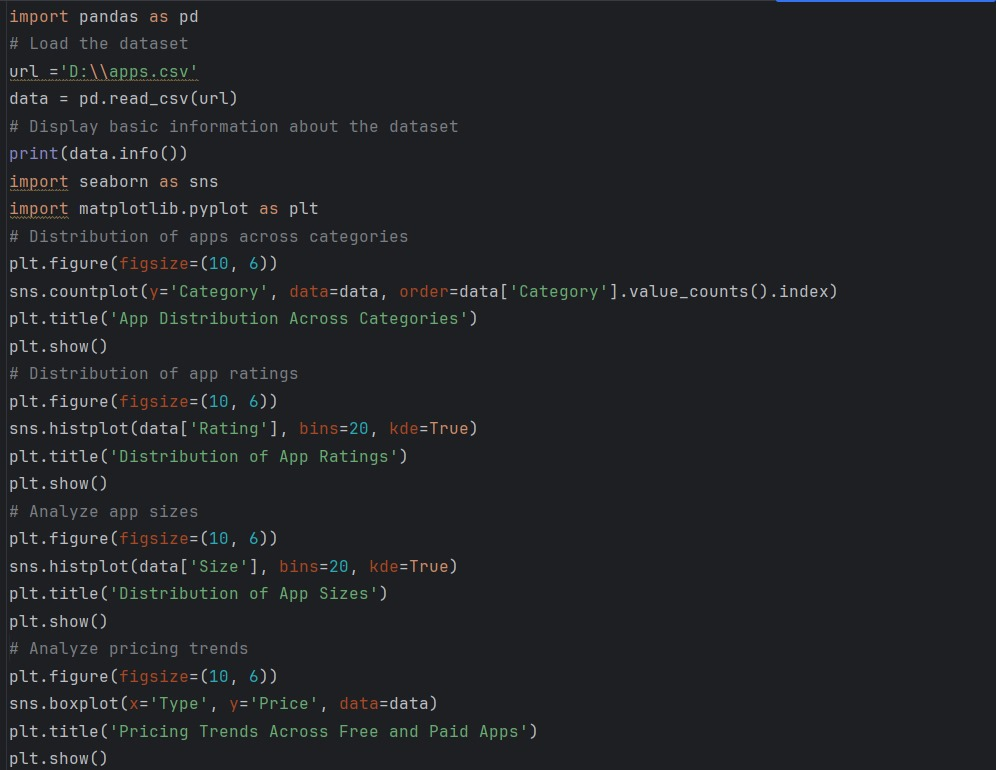 import pandas as pd
# Load the dataset
url ='D:\\apps.csv'
data = pd.read_csv(url)
# Display basic information about the dataset
print(data.info())
import seaborn as sns
import matplotlib.pyplot as plt
# Distribution of apps across categories
plt.figure(figsize=(10, 6))
sns.countplot(y='Category', data=data, order=data['Category'].value_counts().index)
plt.title('App Distribution Across Categories')
plt.show()
# Distribution of app ratings
plt.figure(figsize=(10, 6))
sns.histplot(data['Rating'], bins=20, kde=True)
plt.title('Distribution of App Ratings')
plt.show()
# Analyze app sizes
plt.figure(figsize=(10, 6))
sns.histplot(data['Size'], bins=20, kde=True)
plt.title('Distribution of App Sizes')
plt.show()
# Analyze pricing trends
plt.figure(figsize=(10, 6))
sns.boxplot(x='Type', y='Price', data=data)
plt.title('Pricing Trends Across Free and Paid Apps')
plt.show()